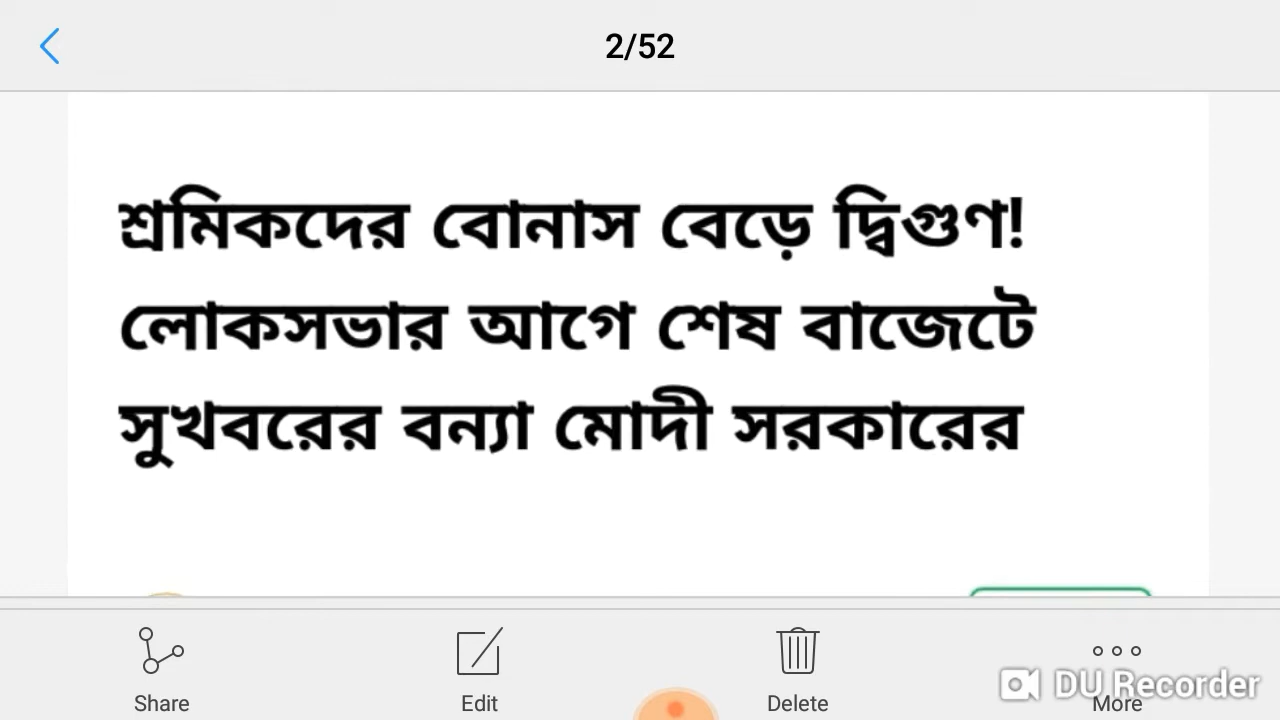 2/52
শ্রমিকদের বোনাস বেড়ে দ্বিগুণ!
লোকসভার আগে শেষ বাজেটে
সুখবরের বন্যা মোদী সরকারের
Share Edit Delete More
DU Recorder